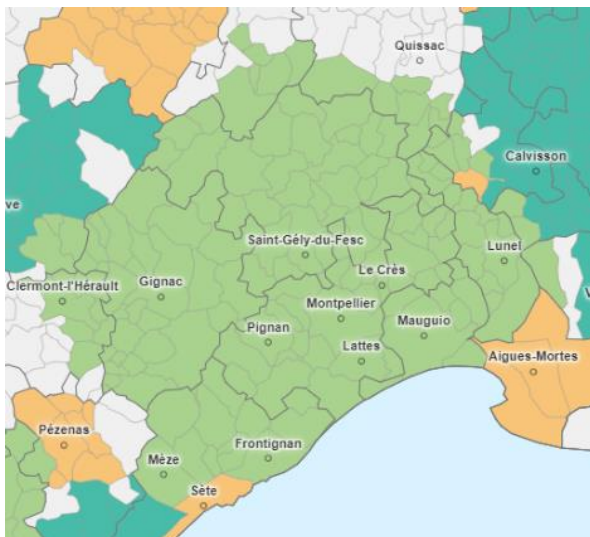 Quissac
Calvisson
ve
Saint-Gély-du-Fesc
Lunel
Le Crès
Clermont-l'Hérault
Gignac
Montpellier
Mauguio
Pignan
Lattes
Aigues-Mortes
Pézenas
Frontignan
Mèze
Sète